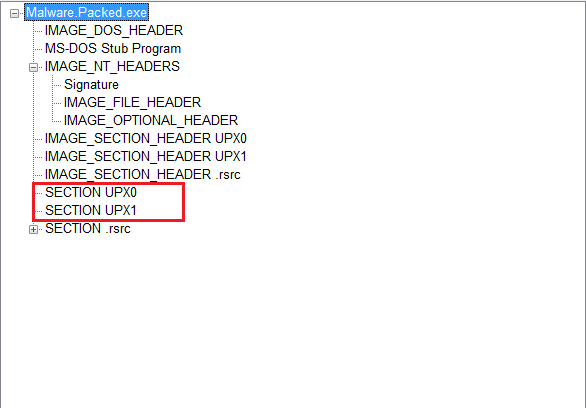 Malware.Packed.exe
IMAGE_DOS_HEADER
MS-DOS Stub Program
IMAGE_NT_HEADERS
Signature
IMAGE_FILE_HEADER
IMAGE_OPTIONAL_HEADER
IMAGE_SECTION_HEADER UPX0
IMAGE_SECTION_HEADER UPX1
IMAGE_SECTION_HEADER .rsrc
SECTION UPX0
SECTION UPX1
SECTION .rsrc